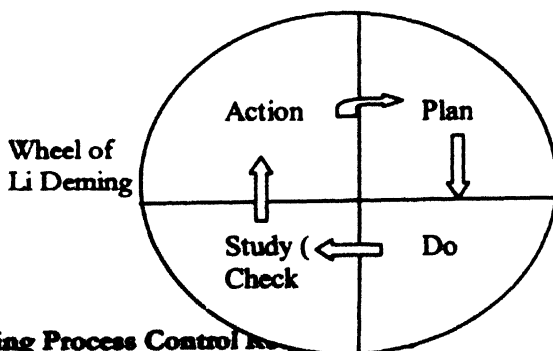 Action
Plan
Wheel of
Li Deming
Study (
Check
Do
ing Process Control